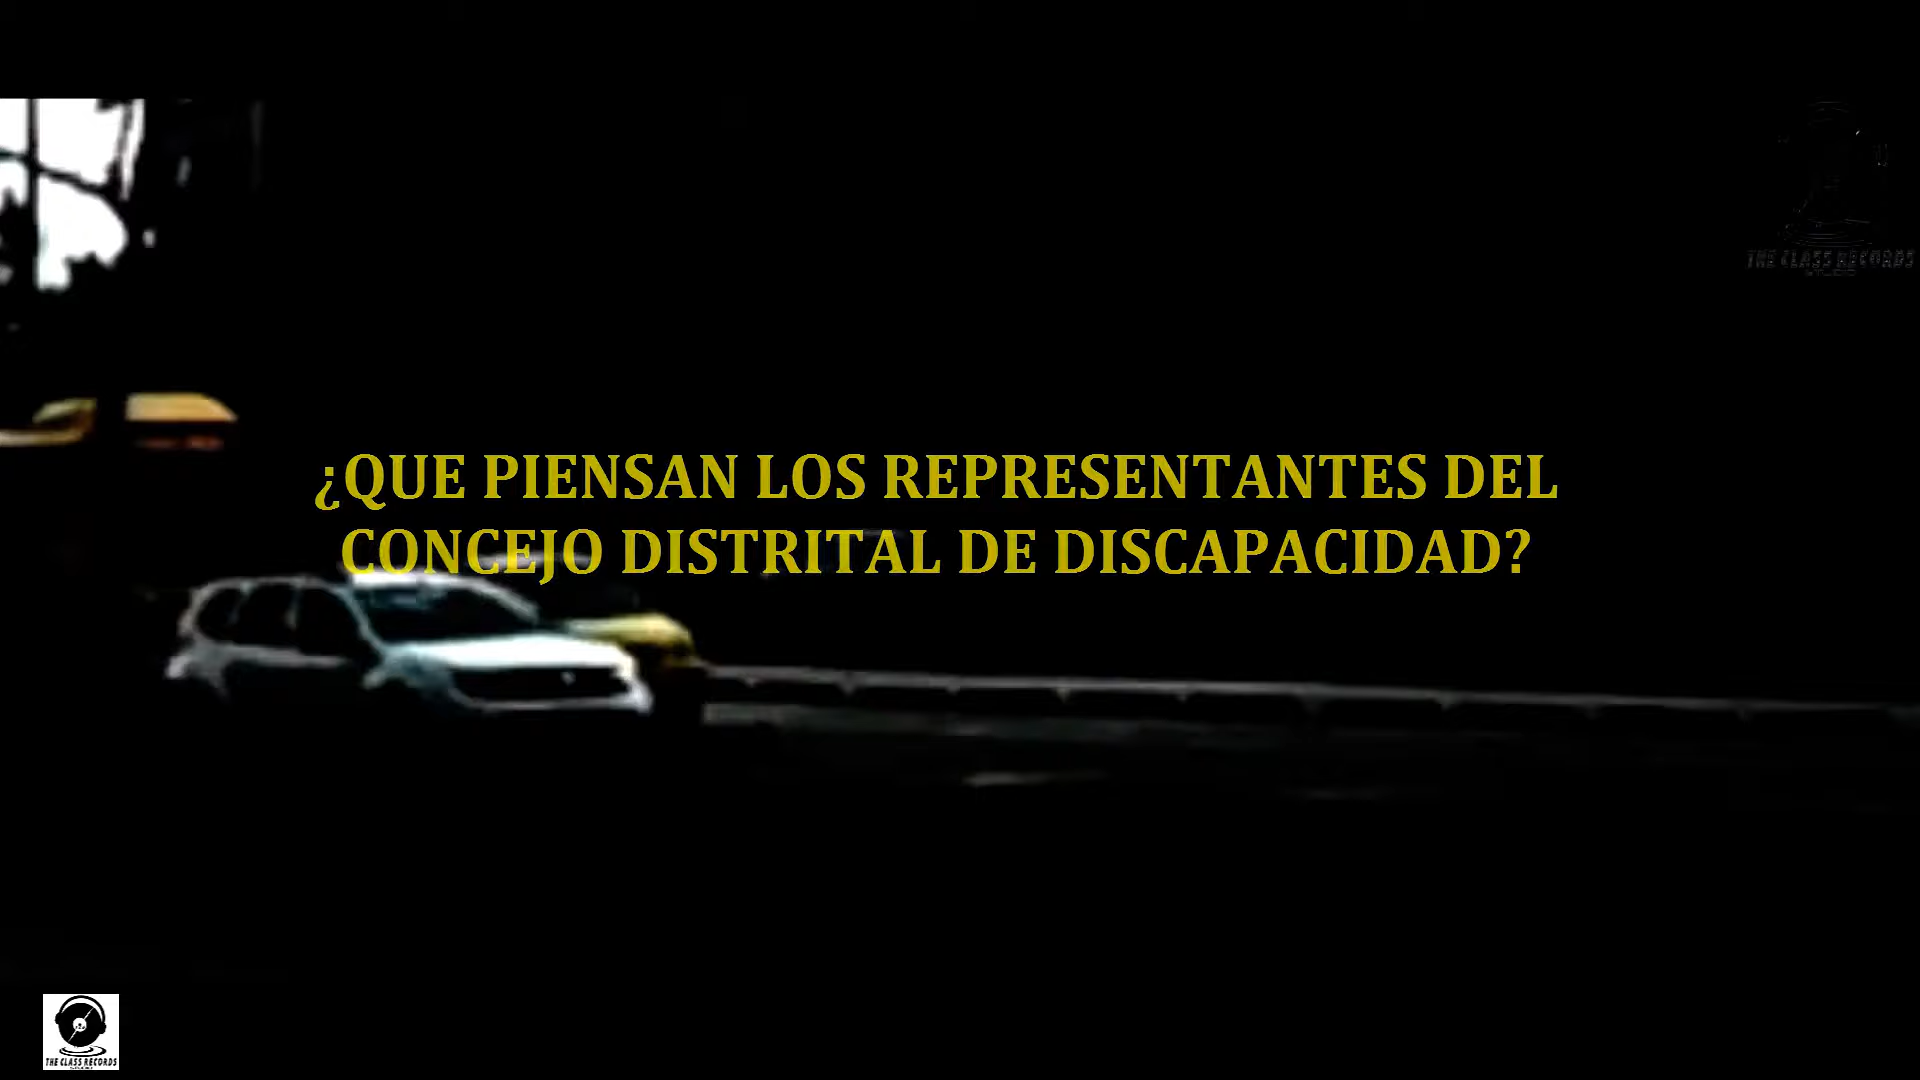 THE CLASS RECORDS
¿QUE PIENSAN LOS REPRESENTANTES DEL
CONCEJO DISTRITAL DE DISCAPACIDAD?
THE CLASS RECORDS